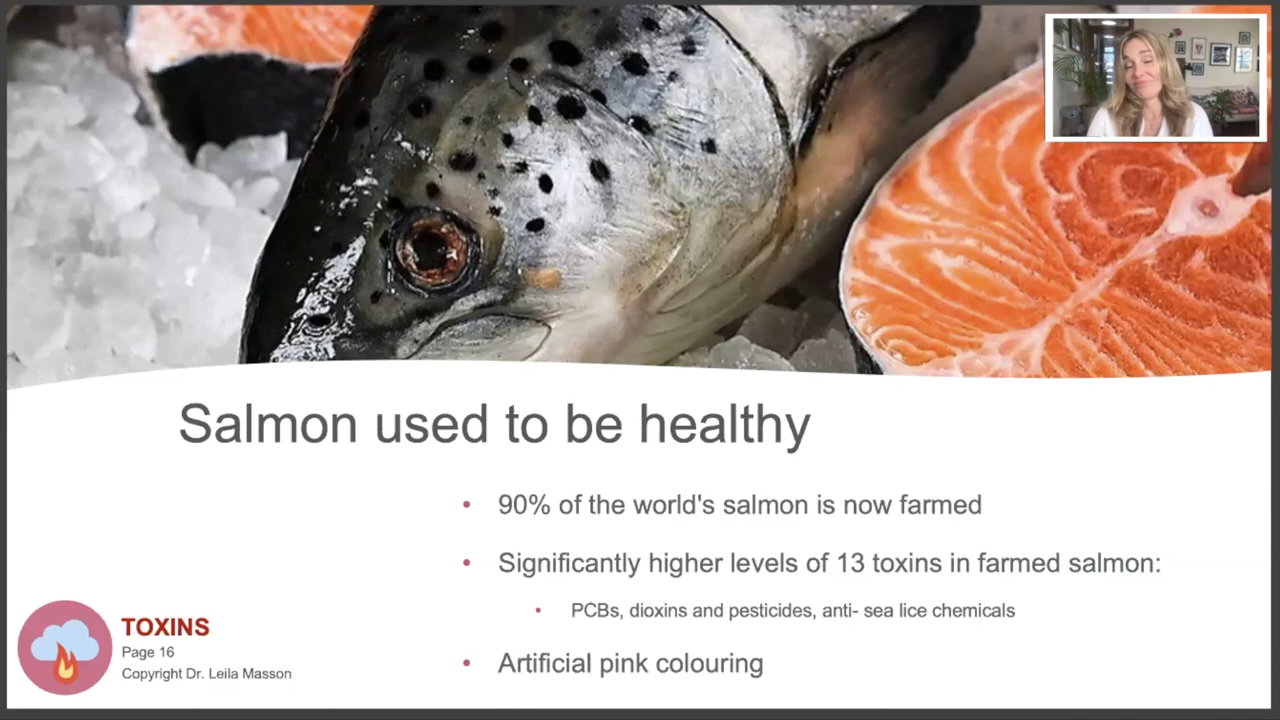 Salmon used to be healthy
• 90% of the world's salmon is now farmed
• Significantly higher levels of 13 toxins in farmed salmon:
• PCBs, dioxins and pesticides, anti- sea lice chemicals
• Artificial pink colouring
TOXINS
Page 16
Copyright Dr. Leila Masson